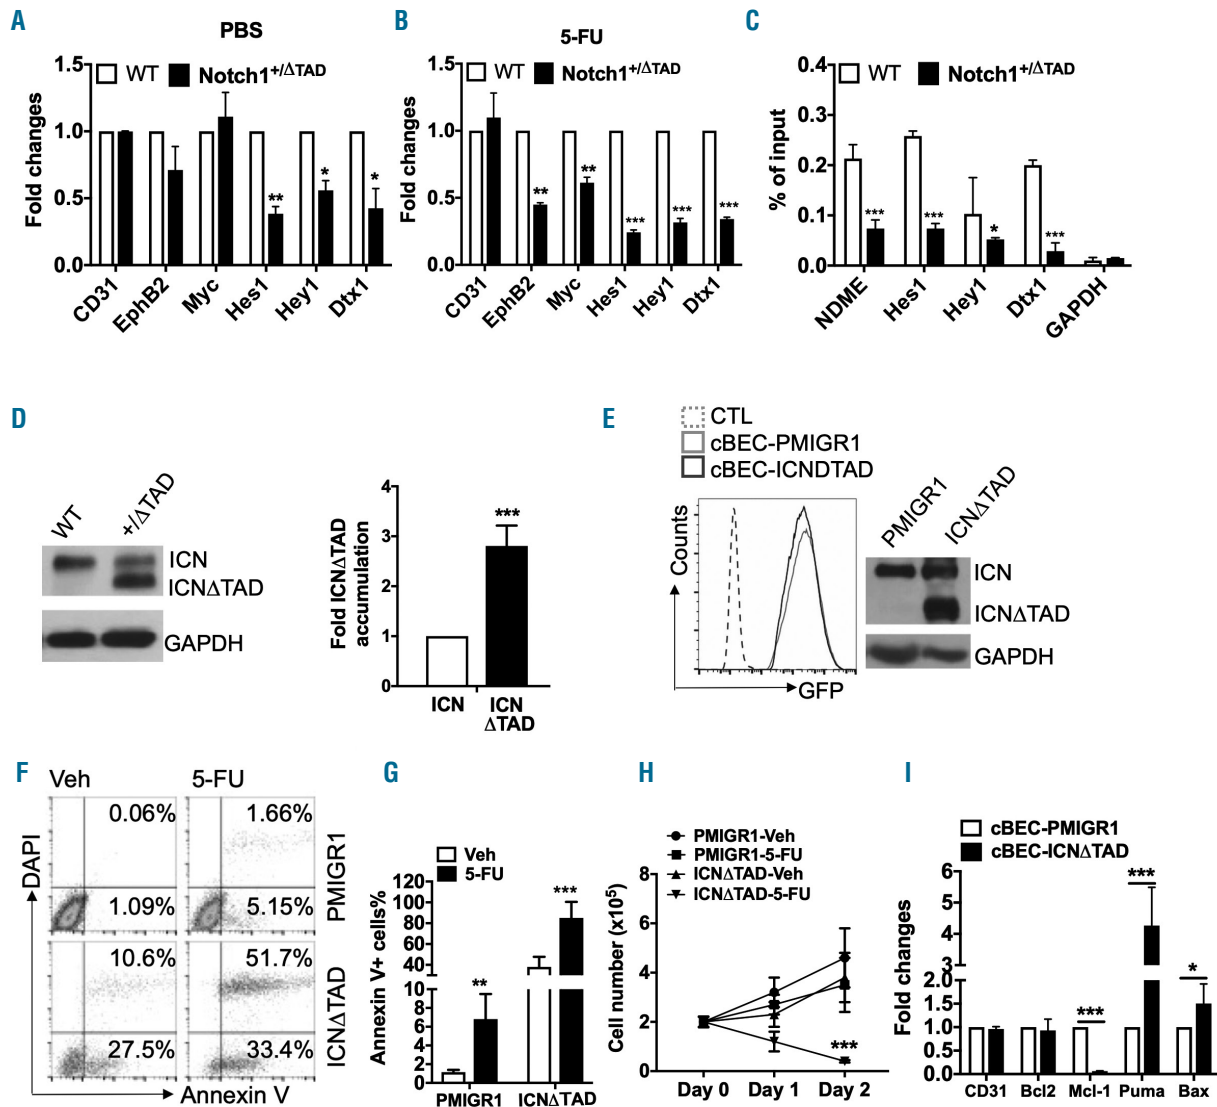 A
PBS
WT Notch1+/ΔTAD
Fold changes
1.5
1.0
0.5
0.0
** * *
CD31 EphB2 Myc Hes1 Hey1 Dtx1
B
5-FU
WT Notch1+/ΔTAD
Fold changes
1.5
1.0
0.5
0.0
** ** *** *** ***
CD31 EphB2 Myc Hes1 Hey1 Dtx1
C
WT Notch1+/ΔTAD
% of input
0.4
0.3
0.2
0.1
0.0
*** *** * ***
NDME Hes1 Hey1 Dtx1 GAPDH
D
WT +/ΔTAD
ICN
ICNΔTAD
GAPDH
Fold ICNΔTAD
accumulation
4
3
2
1
0
***
ICN ICN
ΔTAD
E
CTL
cBEC-PMIGR1
cBEC-ICNDTAD
Counts
GFP
PMIGR1 ICNΔTAD
ICN
ICNΔTAD
GAPDH
F
Veh 5-FU
DAPI
0.06% 1.66%
1.09% 5.15%
PMIGR1
10.6% 51.7%
27.5% 33.4%
ICNΔTAD
Annexin V
G
Veh
5-FU
Annexin V+ cells%
120
100
80
60
40
10
8
6
4
2
0
** ***
PMIGR1 ICNΔTAD
H
PMIGR1-Veh
PMIGR1-5-FU
ICNΔTAD-Veh
ICNΔTAD-5-FU
Cell number (x10⁵)
8
6
4
2
0
***
Day 0 Day 1 Day 2
I
cBEC-PMIGR1
cBEC-ICNΔTAD
Fold changes
6
5
4
3
2.0
1.5
1.0
0.5
0.0
*** *** *
CD31 Bcl2 Mcl-1 Puma Bax